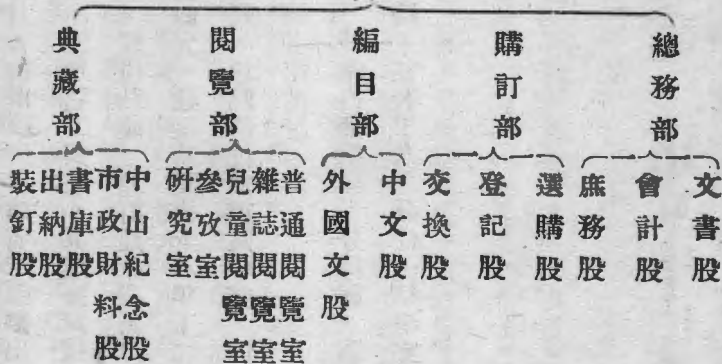 總務部
文書股
會計股
庶務股
購訂部
選購股
登記股
交換股
編目部
中文股
外國文股
閱覽部
普通閱覽室
雜誌閱覽室
兒童閱覽室
參攷室
研究室
典藏部
中山紀念股
市政財料股
書庫股
出納股
裝釘股